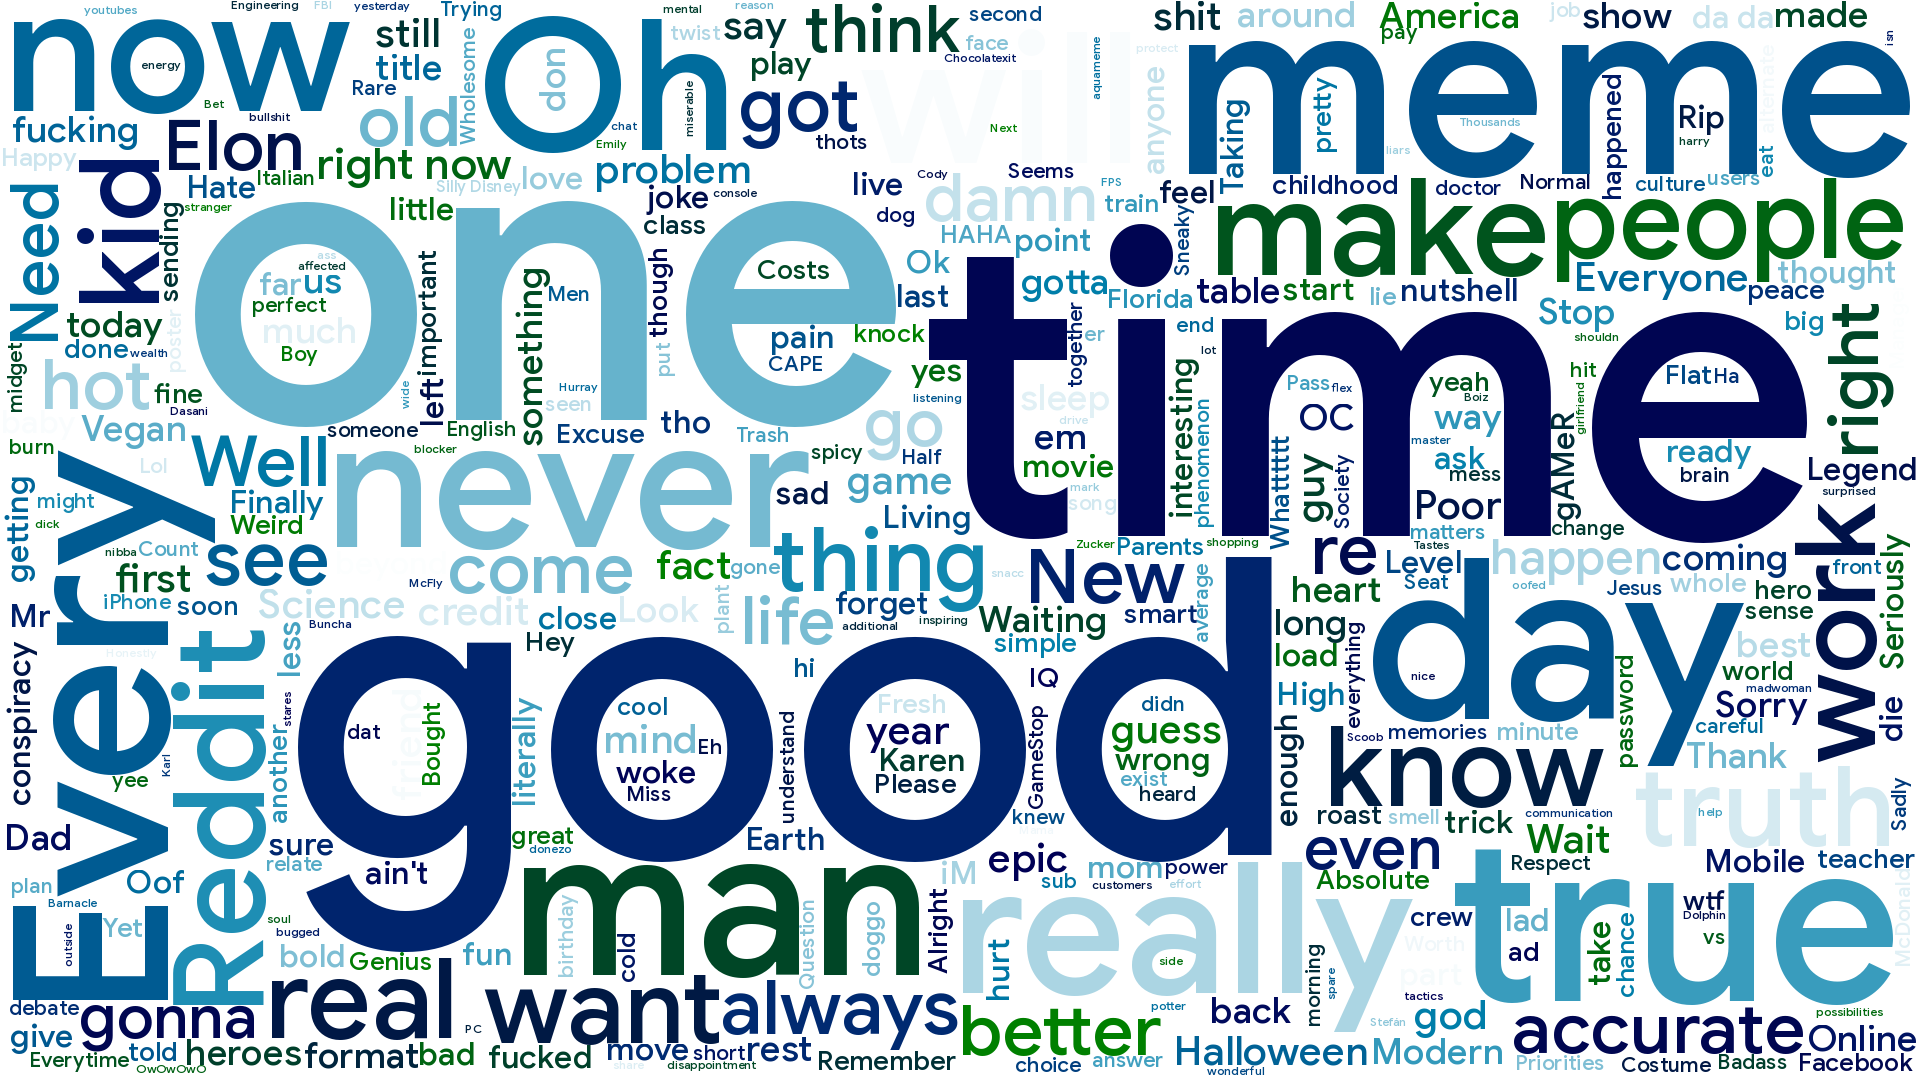 youtubes
Engineering
FBI
yesterday
Trying
mental
reason
twist
say
think
second
face
Chocolatexit
will
aquameme
protect
shit
around
America
pay
job
show
da da
made
isn
now
energy
still
title
Rare
Wholesome
Oh
don
miserable
play
got
meme
Bet
bullshit
old
chat
Emily
thots
Next
anyone
Taking
pretty
Thousands
liars
happened
Rip
harry
alternate
eat
fucking
Happy
Elon
right now
Hate
Italian
stranger
Silly Disney
love
problem
joke
console
class
live
Cody
dog
Seems
damn
HAHA
point
FPS
train
feel
Sneaky
childhood
doctor
Normal
culture
users
Need
kid
sending
little
one
ass
affected
far
us
perfect
much
Boy
important
something
Men
though
Costs
pain
CAPE
Ok
last
knock
yes
gotta
Florida
time
together
er
make
people
table
start
lie
nutshell
Everyone
thought
peace
Stop
big
right
today
done
wealth
poster
midget
hot
fine
Dasani
baby
Vegan
burn
Lol
wide
left
someone
English
blocker
Hurray
seen
Excuse
put
tho
Trash
spicy
listening
go
Half
sleep
drive
em
movie
mark
song
end
lot
interesting
phenomenon
Pass
flex
OC
Whatttttt
guy
Society
yeah
Boiz
way
master
ask
mess
Poor
matters
Tastes
hit
shouldn
girlfriend
gAMeR
change
Flat
Ha
ready
brain
Legend
surprised
Every
getting
might
dick
nibba
Count
Well
Finally
Weird
see
never
sad
game
Living
Zucker
Parents
shopping
re
Level
Seat
happen
oofed
coming
Jesus
whole
hero
sense
front
Seriously
work
first
iPhone
soon
Mr
McFly
come
fact
gone
thing
snacc
New
smart
average
heart
Science
Buncha
credit
close
Look
plant
life
forget
additional
inspiring
Waiting
simple
Hey
hi
IQ
long
load
High
everything
day
nice
best
world
madwoman
Sorry
careful
password
die
Honestly
conspiracy
Reddit
less
stares
Karl
yee
another
good
dat
friend
Bought
literally
cool
mind
Eh
woke
Miss
understand
Fresh
year
Karen
Please
GameStop
knew
didn
guess
wrong
exist
heard
enough
Scoob
memories
minute
know
Thank
truth
help
Sadly
Dad
sure
relate
ain't
great
donezo
Earth
epic
sub
mom
power
customers
effort
roast
smell
trick
communication
Wait
even
Absolute
Respect
Mobile
teacher
plan
Barnacle
Oof
Yet
outside
soul
bugged
bold
Genius
fun
man
birthday
cold
Question
doggo
Alright
iM
really
hurt
side
morning
spare
crew
Worth
part
lad
ad
true
take
chance
wtf
Dolphin
vs
McDonald
debate
give
gonna
real
PC
want
always
better
potter
back
tactics
Stefan
god
accurate
possibilities
Online
Everytime
told
OwOwOwO
heroes
format
bad
fucked
move
share
short
disappointment
rest
Remember
choice
answer
Halloween
wonderful
Modern
Priorities
Costume
Badass
Facebook